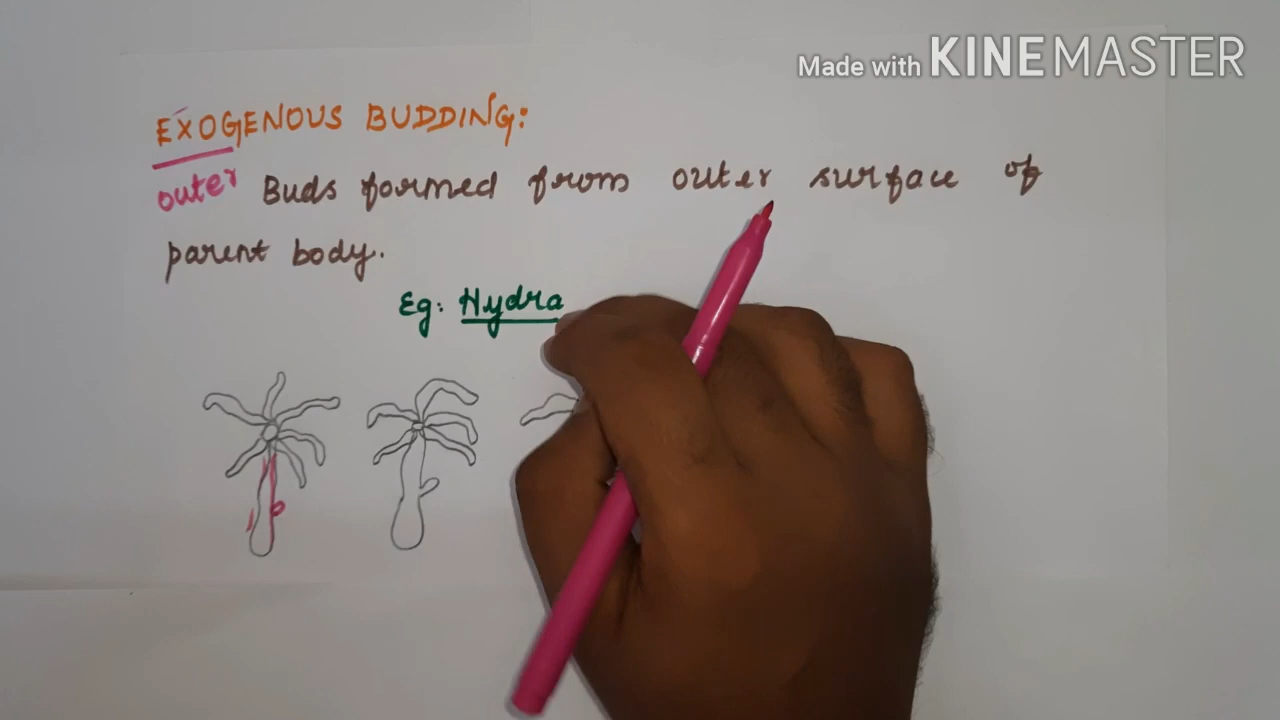 Made with KINEMASTER
EXOGENOUS BUDDING:
outer Buds formed from outer surface of
parent body.
Eg: Hydra